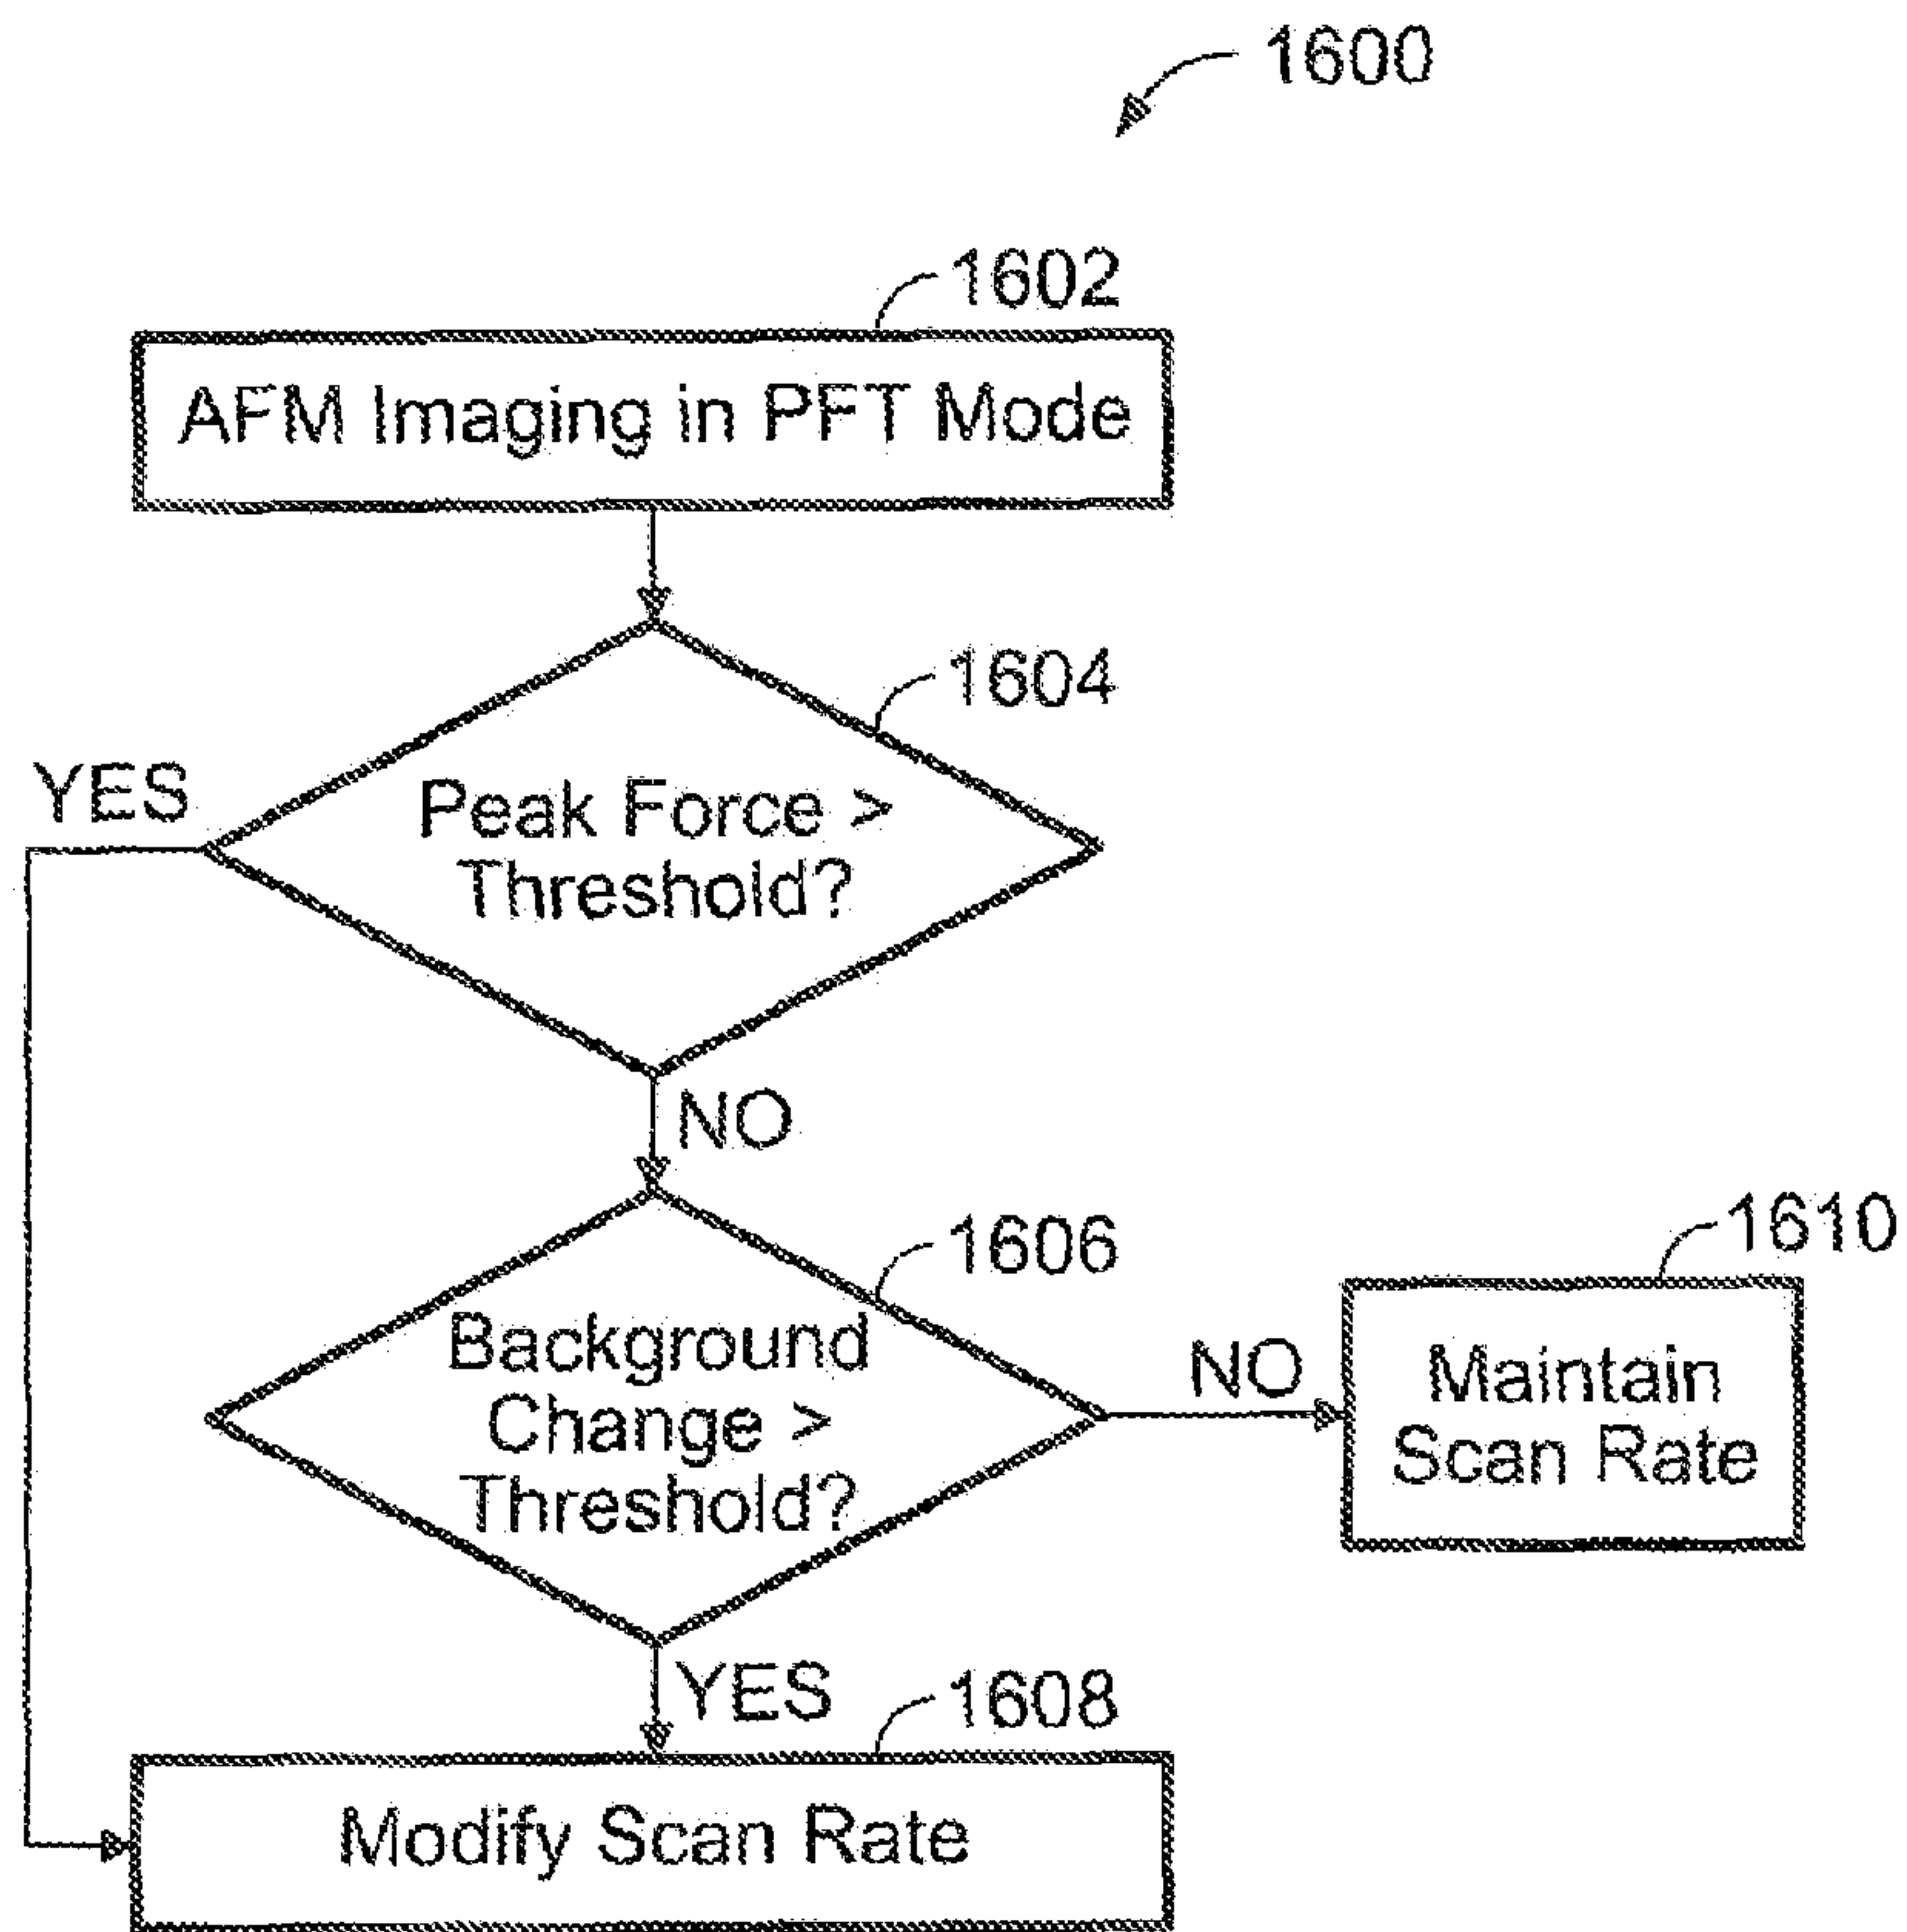 1600
1602
AFM Imaging in PFT Mode
1604
YES
Peak Force >
Threshold?
NO
1606
1610
Background
Change >
Threshold?
NO
Maintain
Scan Rate
YES
1608
Modify Scan Rate